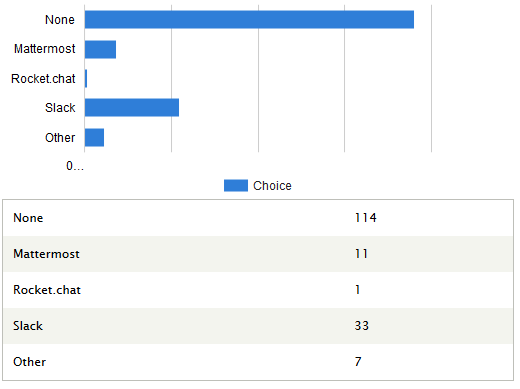 None
Mattermost
Rocket.chat
Slack
Other
0...
Choice
None 114
Mattermost 11
Rocket.chat 1
Slack 33
Other 7